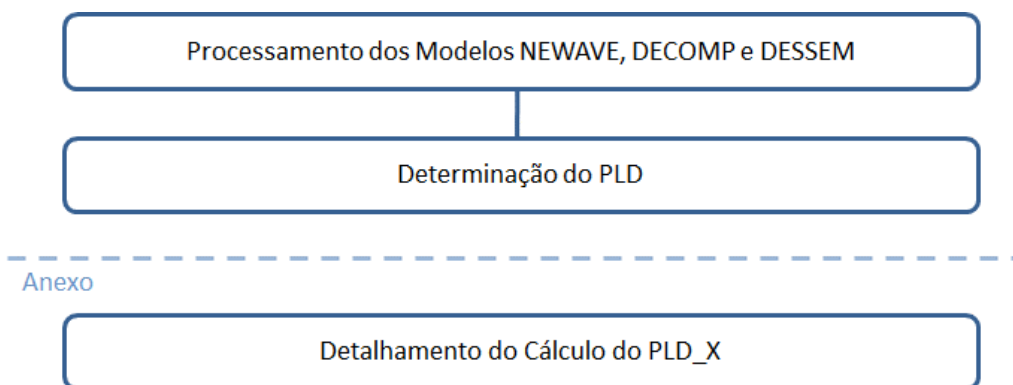 Processamento dos Modelos NEWAVE, DECOMP e DESSEM
Determinação do PLD
Anexo
Detalhamento do Cálculo do PLD_X